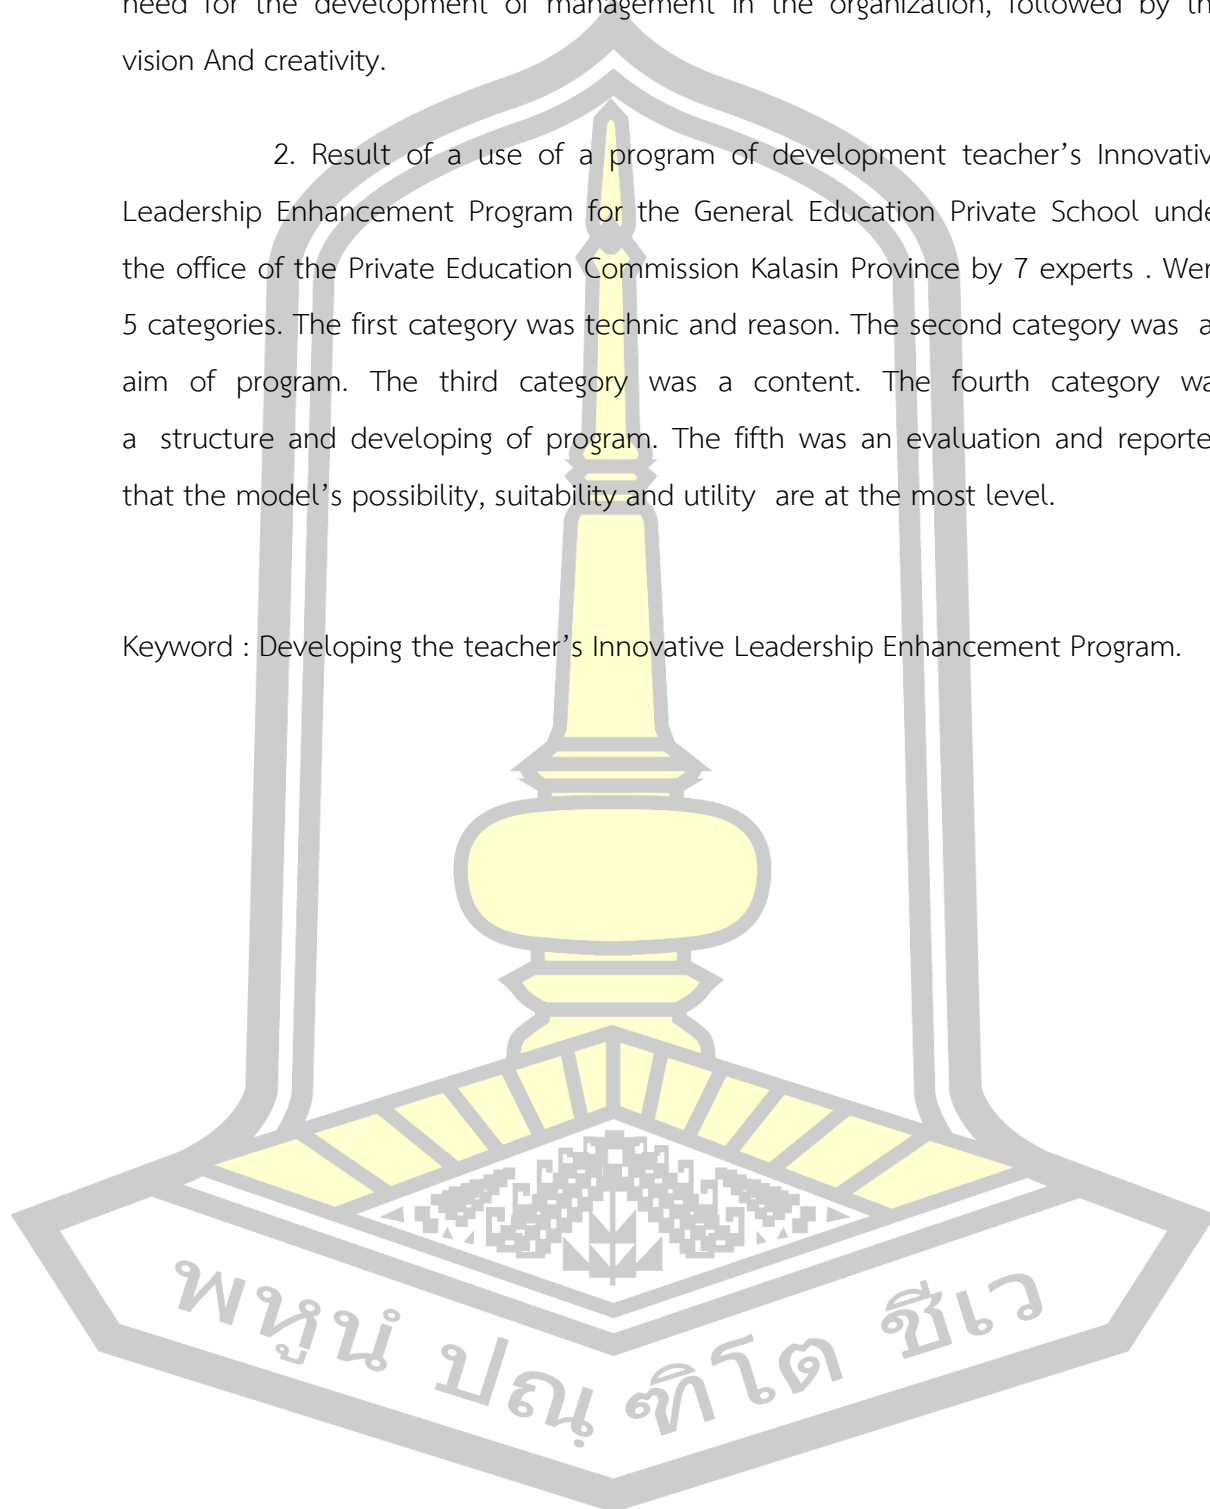 need for the development of management in the organization, followed by th
vision And creativity.
2. Result of a use of a program of development teacher’s Innovativ
Leadership Enhancement Program for the General Education Private School unde
the office of the Private Education Commission Kalasin Province by 7 experts . Wer
5 categories. The first category was technic and reason. The second category was a
aim of program. The third category was a content. The fourth category wa
a structure and developing of program. The fifth was an evaluation and reporte
that the model’s possibility, suitability and utility are at the most level.
Keyword : Developing the teacher’s Innovative Leadership Enhancement Program.
พหูนํ ปณฺฑิโต ชีเว